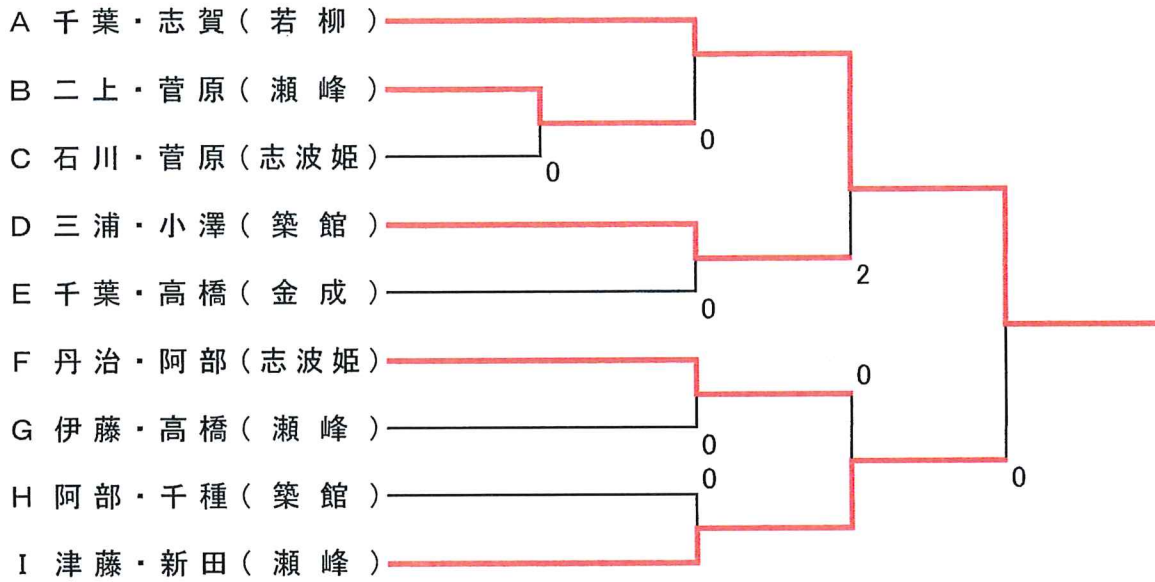 A 千葉・志賀(若柳)
B 二上・菅原(瀬峰)
0
C 石川・菅原(志波姫)
0
D 三浦・小澤(築館)
2
E 千葉・高橋(金成)
0
F 丹治・阿部(志波姫)
0
G 伊藤・高橋(瀬峰)
0
0
0
H 阿部・千種(築館)
I 津藤・新田(瀬峰)